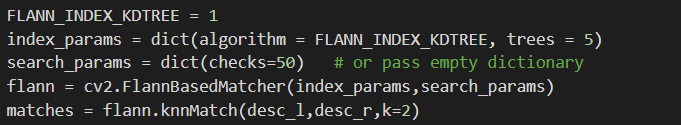 FLANN_INDEX_KDTREE = 1
index_params = dict(algorithm = FLANN_INDEX_KDTREE, trees = 5)
search_params = dict(checks=50)   # or pass empty dictionary
flann = cv2.FlannBasedMatcher(index_params,search_params)
matches = flann.knnMatch(desc_l,desc_r,k=2)